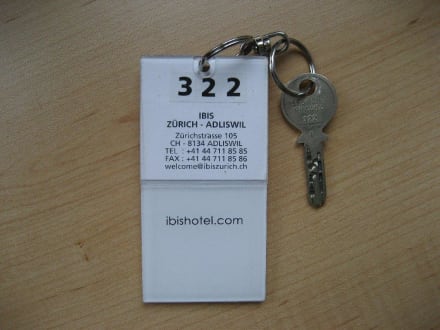 322
IBIS
ZÜRICH - ADLISWIL
Zürichstrasse 105
CH - 8134 ADLISWIL
TEL : +41 44 711 85 85
FAX : +41 44 711 85 86
welcome@ibiszurich.ch
ibishotel.com